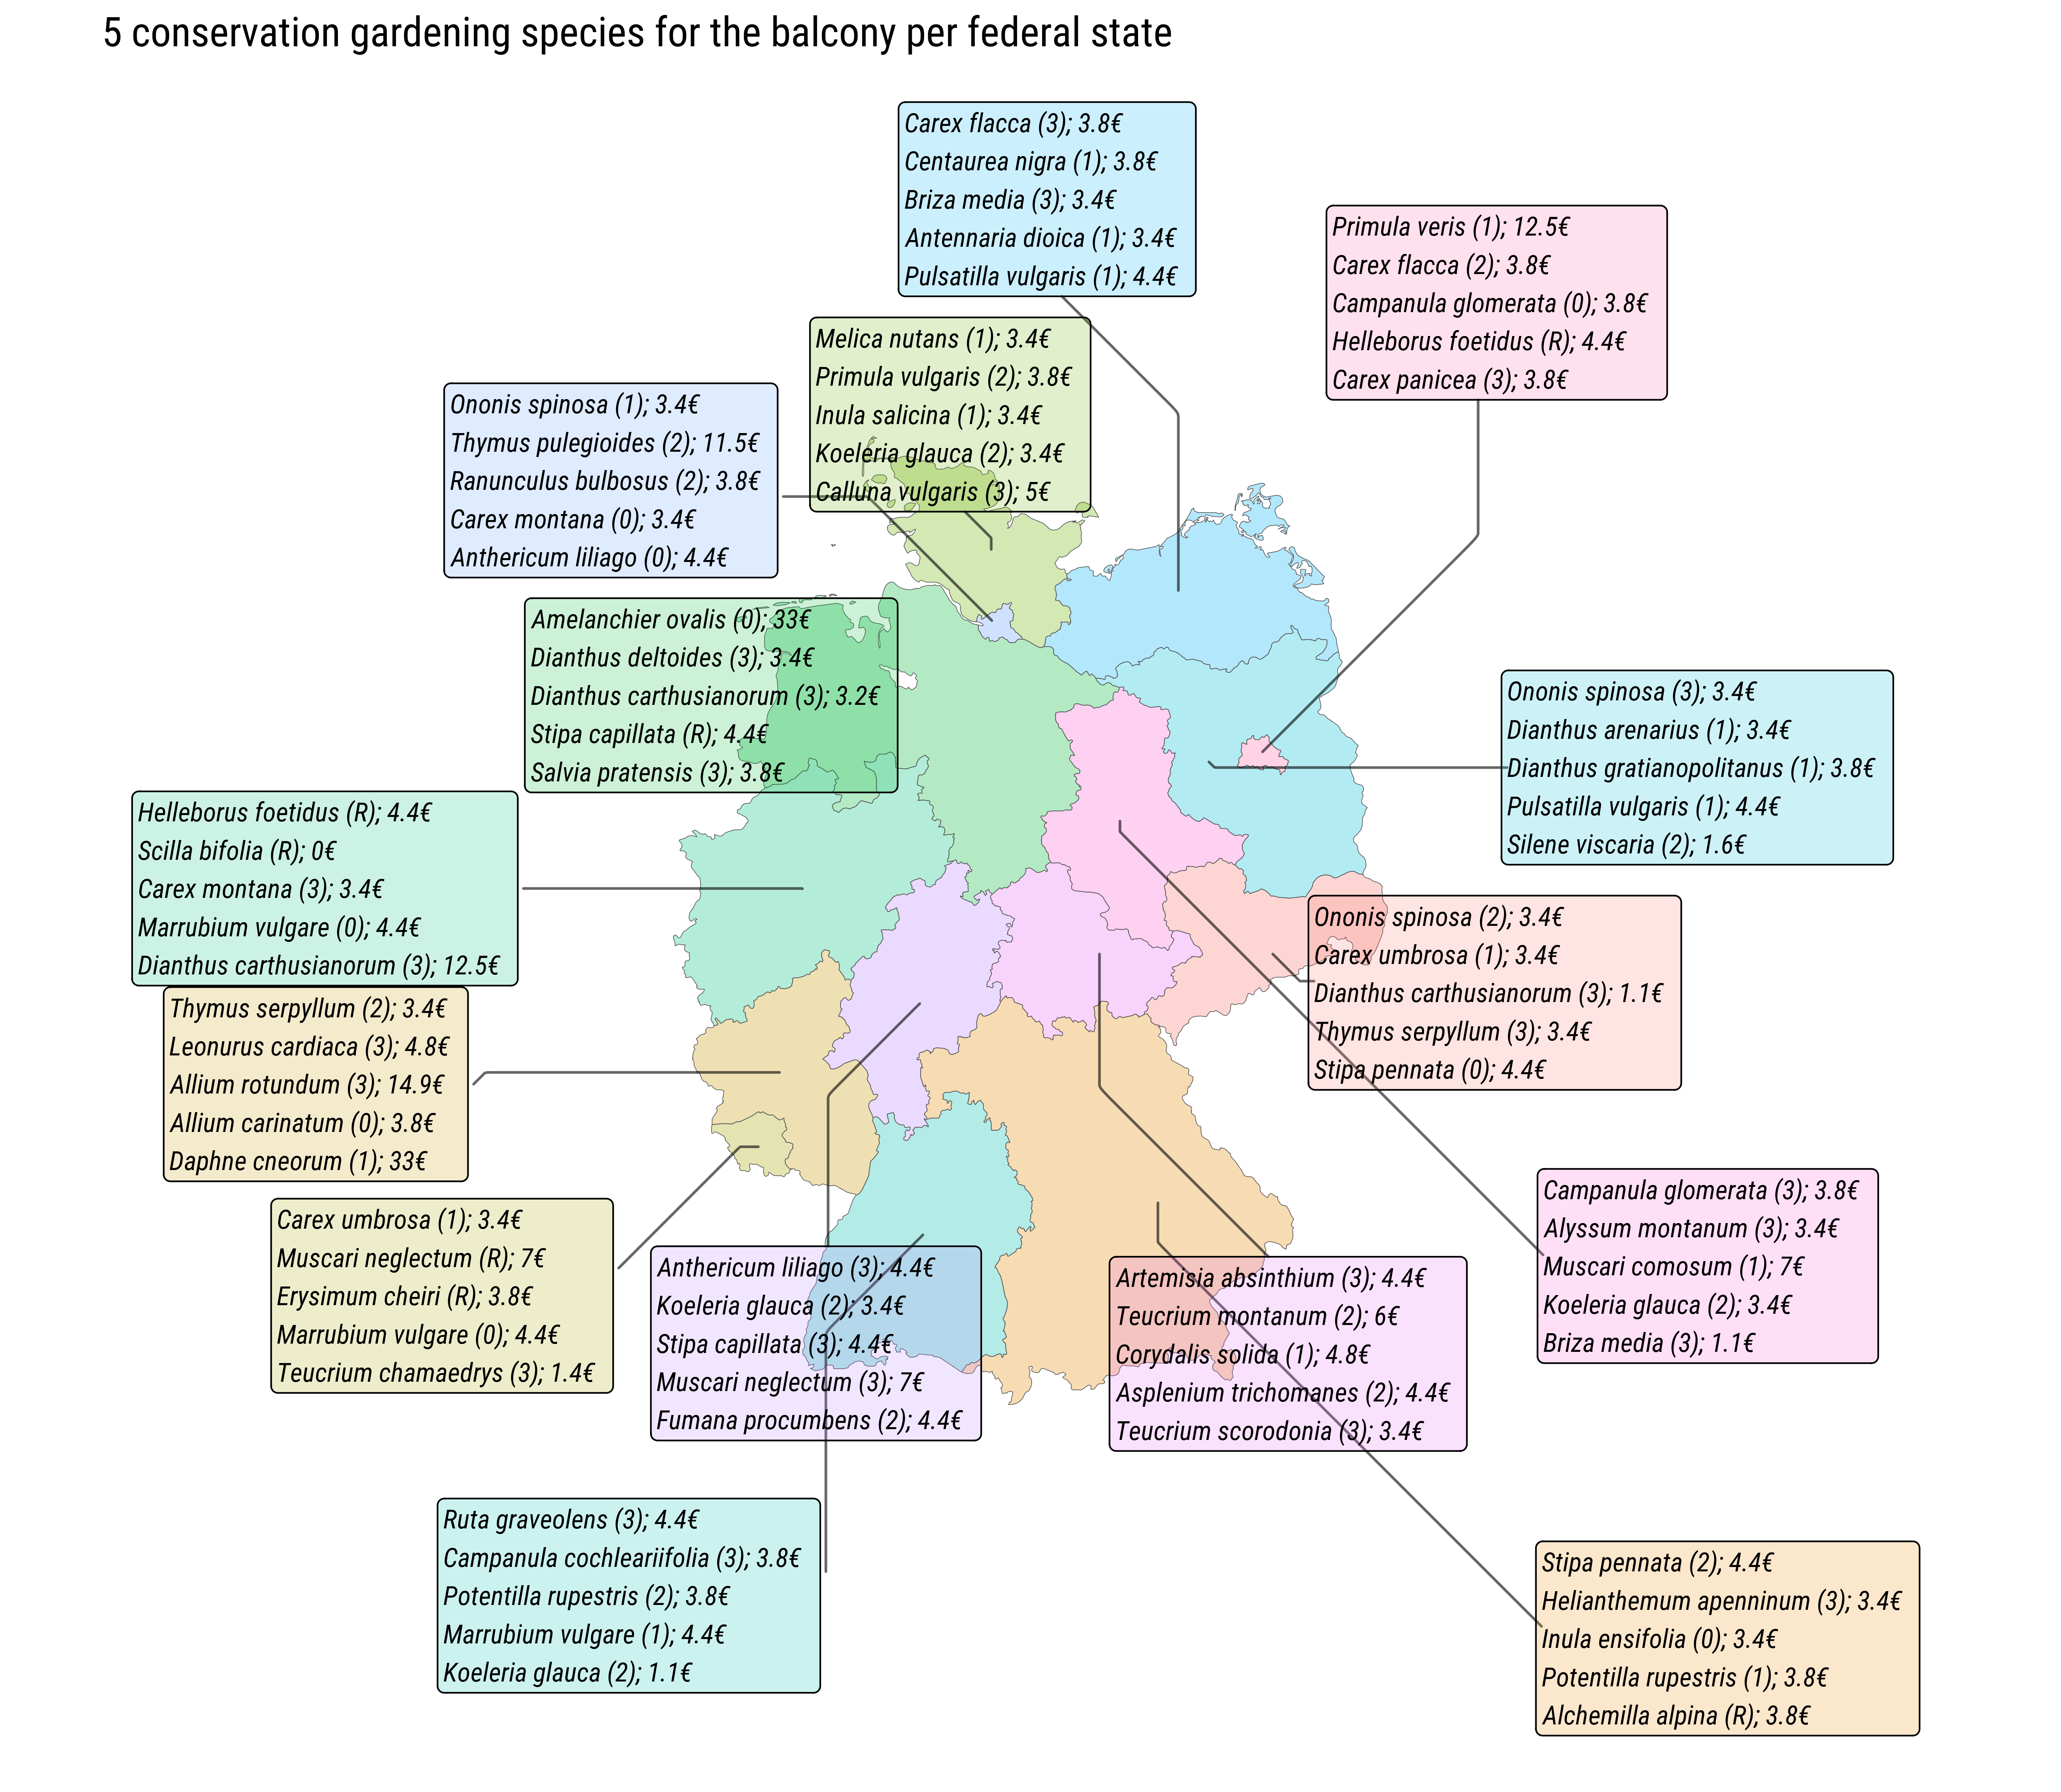 5 conservation gardening species for the balcony per federal state
Carex flacca (3); 3.8€
Centaurea nigra (1); 3.8€
Briza media (3); 3.4€
Antennaria dioica (1); 3.4€
Pulsatilla vulgaris (1); 4.4€
Primula veris (1); 12.5€
Carex flacca (2); 3.8€
Campanula glomerata (0); 3.8€
Helleborus foetidus (R); 4.4€
Carex panicea (3); 3.8€
Melica nutans (1); 3.4€
Primula vulgaris (2); 3.8€
Inula salicina (1); 3.4€
Koeleria glauca (2); 3.4€
Calluna vulgaris (3); 5€
Ononis spinosa (1); 3.4€
Thymus pulegioides (2); 11.5€
Ranunculus bulbosus (2); 3.8€
Carex montana (0); 3.4€
Anthericum liliago (0); 4.4€
Amelanchier ovalis (0); 33€
Dianthus deltoides (3); 3.4€
Dianthus carthusianorum (3); 3.2€
Stipa capillata (R); 4.4€
Salvia pratensis (3); 3.8€
Ononis spinosa (3); 3.4€
Dianthus arenarius (1); 3.4€
Dianthus gratianopolitanus (1); 3.8€
Pulsatilla vulgaris (1); 4.4€
Silene viscaria (2); 1.6€
Helleborus foetidus (R); 4.4€
Scilla bifolia (R); 0€
Carex montana (3); 3.4€
Marrubium vulgare (0); 4.4€
Dianthus carthusianorum (3); 12.5€
Ononis spinosa (2); 3.4€
Carex umbrosa (1); 3.4€
Dianthus carthusianorum (3); 1.1€
Thymus serpyllum (3); 3.4€
Stipa pennata (0); 4.4€
Thymus serpyllum (2); 3.4€
Leonurus cardiaca (3); 4.8€
Allium rotundum (3); 14.9€
Allium carinatum (0); 3.8€
Daphne cneorum (1); 33€
Carex umbrosa (1); 3.4€
Muscari neglectum (R); 7€
Erysimum cheiri (R); 3.8€
Marrubium vulgare (0); 4.4€
Teucrium chamaedrys (3); 1.4€
Anthericum liliago (3); 4.4€
Koeleria glauca (2); 3.4€
Stipa capillata (3); 4.4€
Muscari neglectum (3); 7€
Fumana procumbens (2); 4.4€
Artemisia absinthium (3); 4.4€
Teucrium montanum (2); 6€
Corydalis solida (1); 4.8€
Asplenium trichomanes (2); 4.4€
Teucrium scorodonia (3); 3.4€
Campanula glomerata (3); 3.8€
Alyssum montanum (3); 3.4€
Muscari comosum (1); 7€
Koeleria glauca (2); 3.4€
Briza media (3); 1.1€
Ruta graveolens (3); 4.4€
Campanula cochleariifolia (3); 3.8€
Potentilla rupestris (2); 3.8€
Marrubium vulgare (1); 4.4€
Koeleria glauca (2); 1.1€
Stipa pennata (2); 4.4€
Helianthemum apenninum (3); 3.4€
Inula ensifolia (0); 3.4€
Potentilla rupestris (1); 3.8€
Alchemilla alpina (R); 3.8€